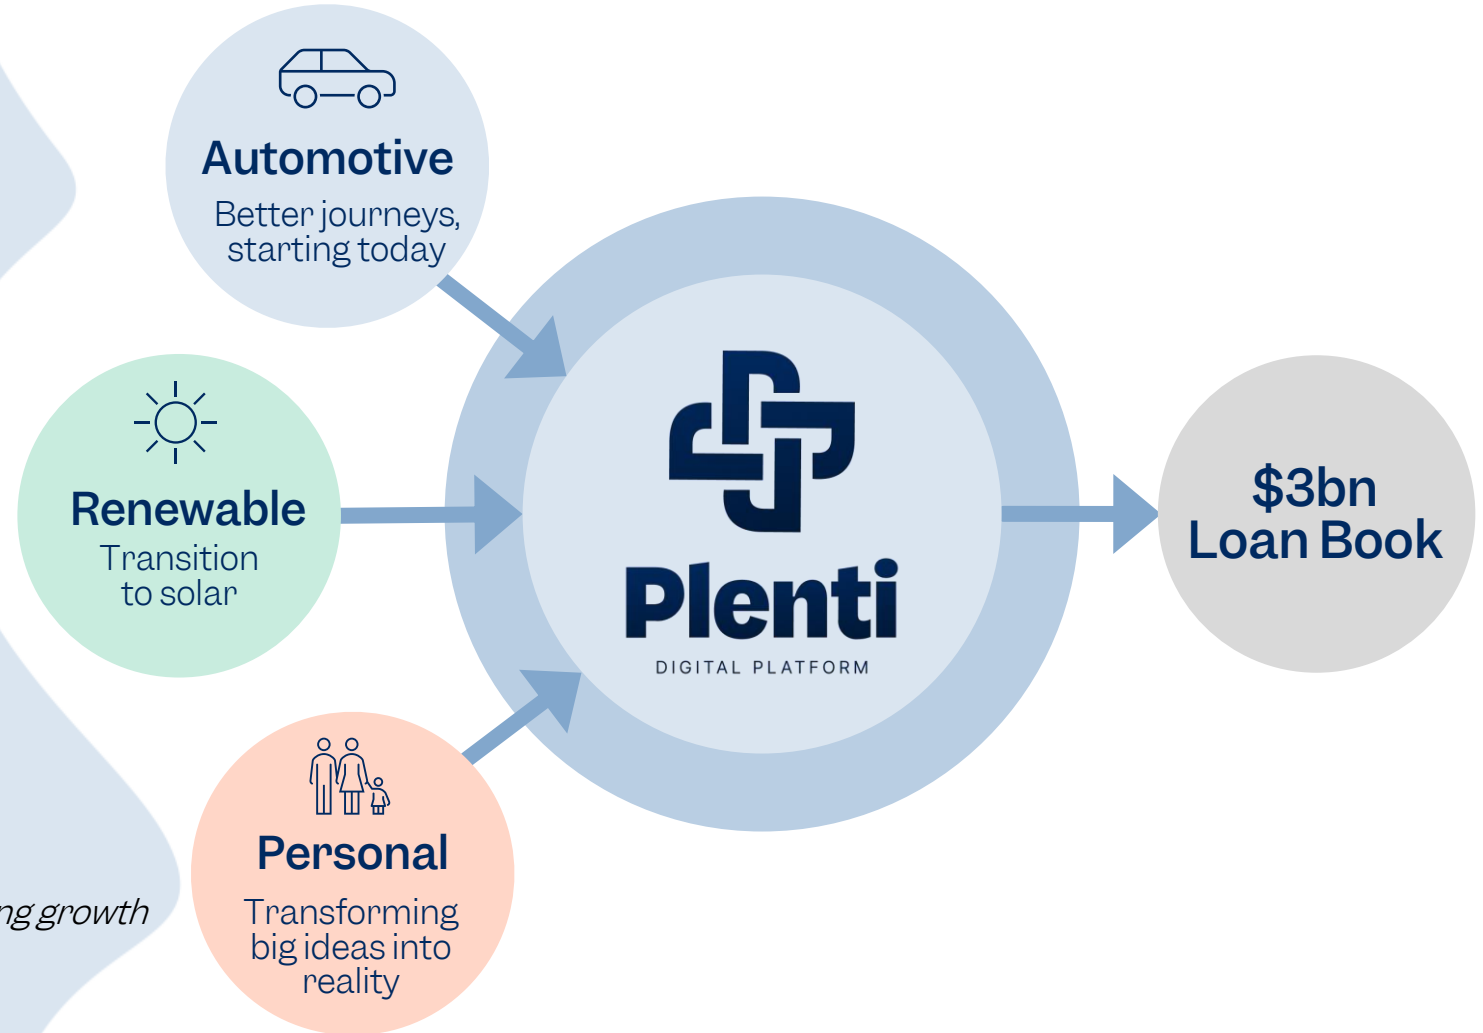 Automotive
Better journeys,
starting today
Renewable
Transition
to solar
Personal
Transforming
big ideas into
reality
growth
Plenti
DIGITAL PLATFORM
$3bn
Loan Book